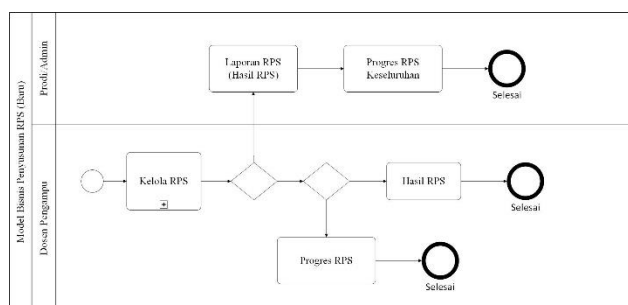 Model Bisnis Penyusunan RPS (Baru)
Prodi/Admin
Laporan RPS
(Hasil RPS)
Progres RPS
Keseluruhan
Selesai
Dosen Pengampu
Kelola RPS
Hasil RPS
Selesai
Progres RPS
Selesai